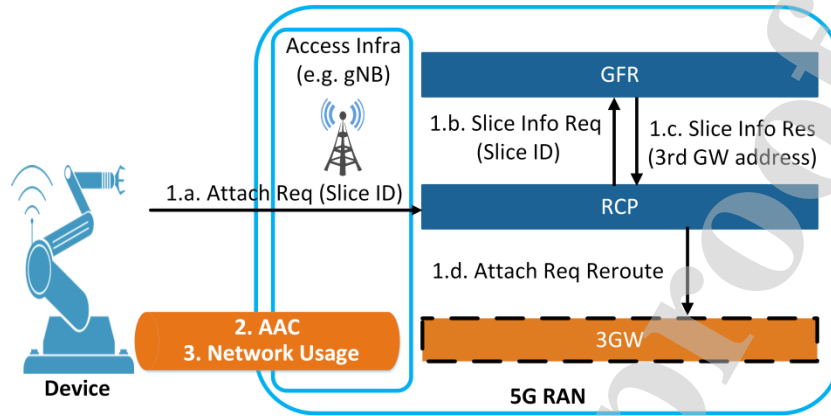 Access Infra
(e.g. gNB)
GFR
1.b. Slice Info Req
(Slice ID)
1.c. Slice Info Res
(3rd GW address)
1.a. Attach Req (Slice ID)
RCP
1.d. Attach Req Reroute
2. AAC
3. Network Usage
3GW
Device
5G RAN
proof